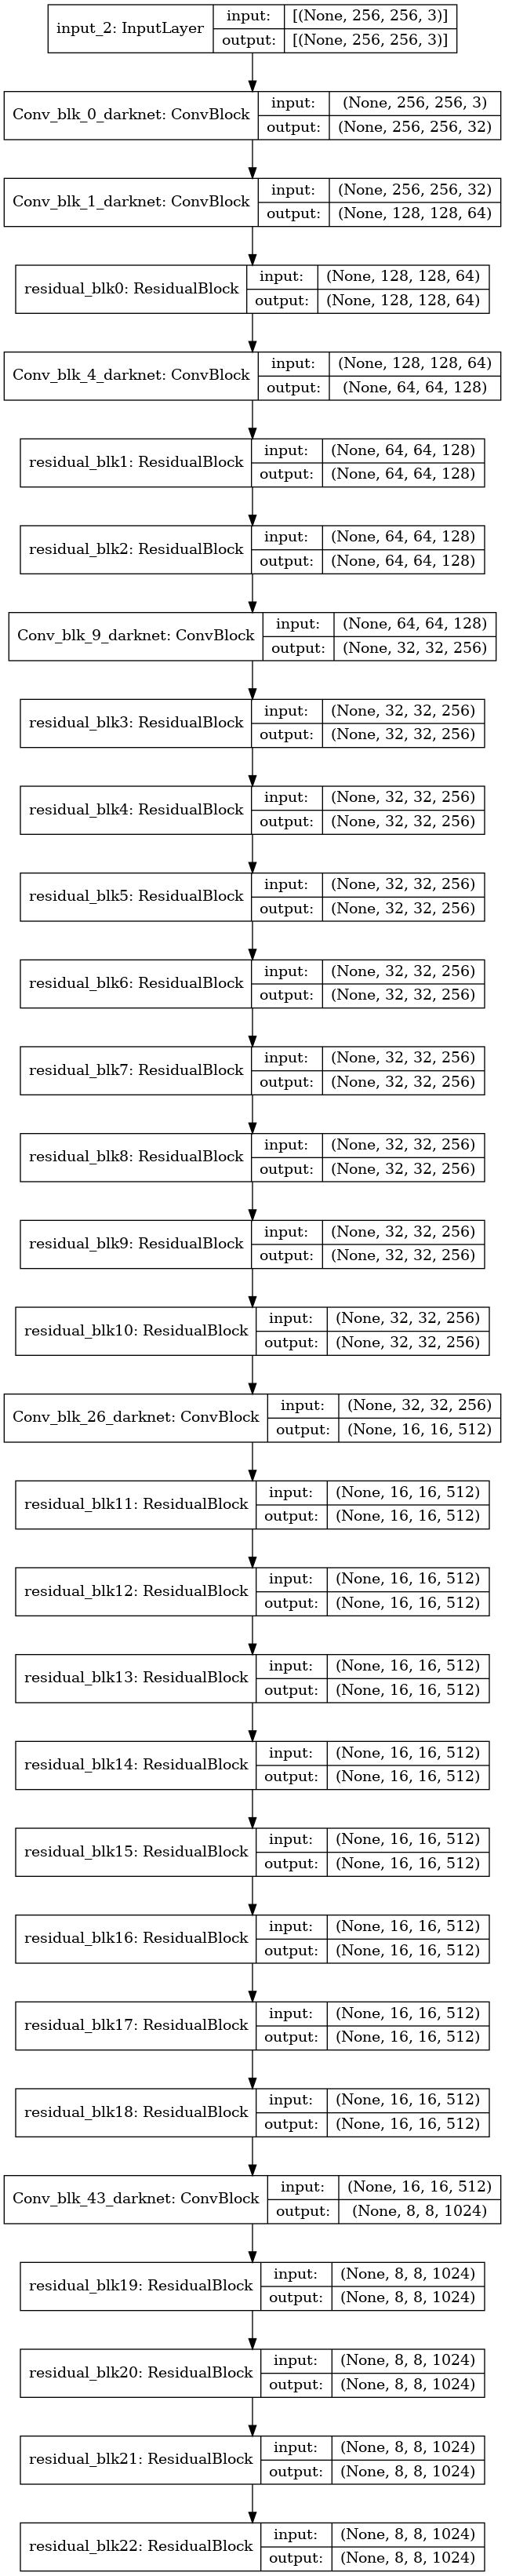 input_2: InputLayer
input: [(None, 256, 256, 3)]
output: [(None, 256, 256, 3)]
Conv_blk_0_darknet: ConvBlock
input: (None, 256, 256, 3)
output: (None, 256, 256, 32)
Conv_blk_1_darknet: ConvBlock
input: (None, 256, 256, 32)
output: (None, 128, 128, 64)
residual_blk0: ResidualBlock
input: (None, 128, 128, 64)
output: (None, 128, 128, 64)
Conv_blk_4_darknet: ConvBlock
input: (None, 128, 128, 64)
output: (None, 64, 64, 128)
residual_blk1: ResidualBlock
input: (None, 64, 64, 128)
output: (None, 64, 64, 128)
residual_blk2: ResidualBlock
input: (None, 64, 64, 128)
output: (None, 64, 64, 128)
Conv_blk_9_darknet: ConvBlock
input: (None, 64, 64, 128)
output: (None, 32, 32, 256)
residual_blk3: ResidualBlock
input: (None, 32, 32, 256)
output: (None, 32, 32, 256)
residual_blk4: ResidualBlock
input: (None, 32, 32, 256)
output: (None, 32, 32, 256)
residual_blk5: ResidualBlock
input: (None, 32, 32, 256)
output: (None, 32, 32, 256)
residual_blk6: ResidualBlock
input: (None, 32, 32, 256)
output: (None, 32, 32, 256)
residual_blk7: ResidualBlock
input: (None, 32, 32, 256)
output: (None, 32, 32, 256)
residual_blk8: ResidualBlock
input: (None, 32, 32, 256)
output: (None, 32, 32, 256)
residual_blk9: ResidualBlock
input: (None, 32, 32, 256)
output: (None, 32, 32, 256)
residual_blk10: ResidualBlock
input: (None, 32, 32, 256)
output: (None, 32, 32, 256)
Conv_blk_26_darknet: ConvBlock
input: (None, 32, 32, 256)
output: (None, 16, 16, 512)
residual_blk11: ResidualBlock
input: (None, 16, 16, 512)
output: (None, 16, 16, 512)
residual_blk12: ResidualBlock
input: (None, 16, 16, 512)
output: (None, 16, 16, 512)
residual_blk13: ResidualBlock
input: (None, 16, 16, 512)
output: (None, 16, 16, 512)
residual_blk14: ResidualBlock
input: (None, 16, 16, 512)
output: (None, 16, 16, 512)
residual_blk15: ResidualBlock
input: (None, 16, 16, 512)
output: (None, 16, 16, 512)
residual_blk16: ResidualBlock
input: (None, 16, 16, 512)
output: (None, 16, 16, 512)
residual_blk17: ResidualBlock
input: (None, 16, 16, 512)
output: (None, 16, 16, 512)
residual_blk18: ResidualBlock
input: (None, 16, 16, 512)
output: (None, 16, 16, 512)
Conv_blk_43_darknet: ConvBlock
input: (None, 16, 16, 512)
output: (None, 8, 8, 1024)
residual_blk19: ResidualBlock
input: (None, 8, 8, 1024)
output: (None, 8, 8, 1024)
residual_blk20: ResidualBlock
input: (None, 8, 8, 1024)
output: (None, 8, 8, 1024)
residual_blk21: ResidualBlock
input: (None, 8, 8, 1024)
output: (None, 8, 8, 1024)
residual_blk22: ResidualBlock
input: (None, 8, 8, 1024)
output: (None, 8, 8, 1024)